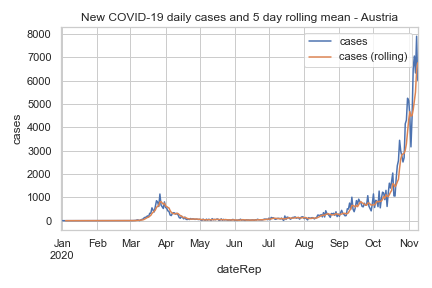 New COVID-19 daily cases and 5 day rolling mean - Austria
cases
cases (rolling)
8000
7000
6000
5000
4000
3000
2000
1000
0
cases
Jan Feb Mar Apr May Jun Jul Aug Sep Oct Nov
2020
dateRep